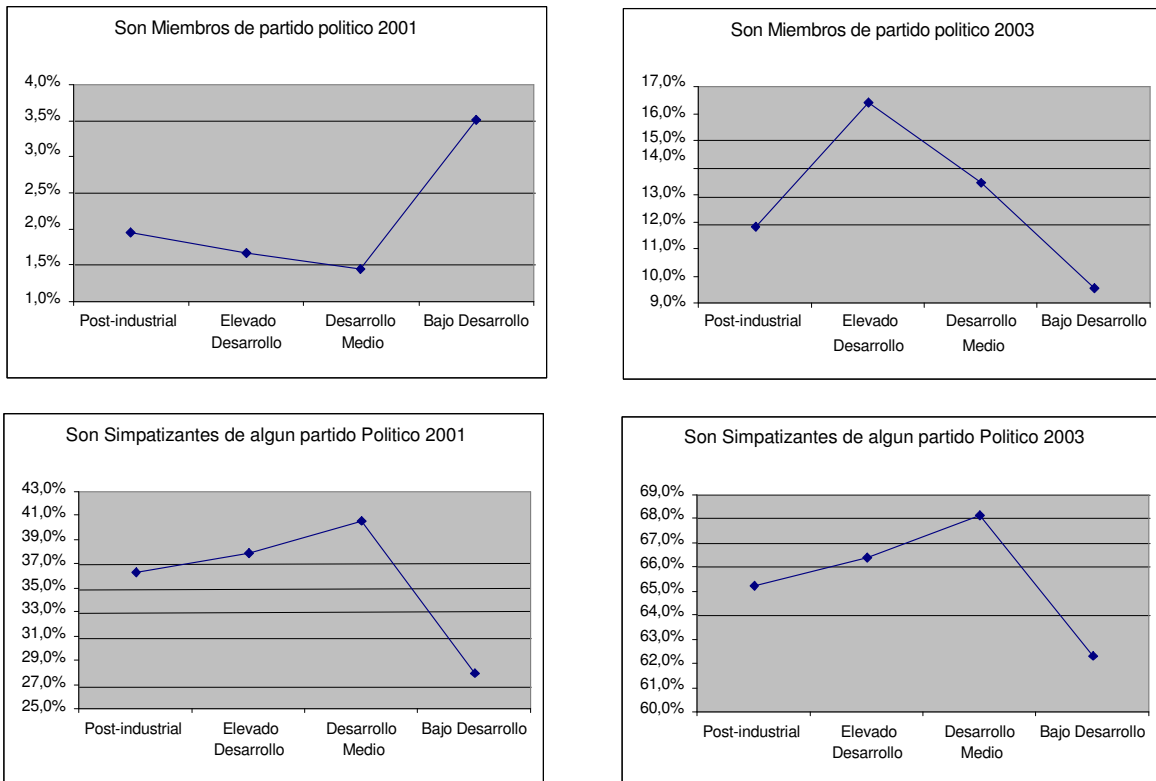 Son Miembros de partido politico 2001
4,0%
3,5%
3,0%
2,5%
2,0%
1,5%
1,0%
Post-industrial
Elevado
Desarrollo
Desarrollo
Medio
Bajo Desarrollo
Son Miembros de partido politico 2003
17,0%
16,0%
15,0%
14,0%
13,0%
12,0%
11,0%
10,0%
9,0%
Post-industrial
Elevado
Desarrollo
Desarrollo
Medio
Bajo Desarrollo
Son Simpatizantes de algun partido Politico 2001
43,0%
41,0%
39,0%
37,0%
35,0%
33,0%
31,0%
29,0%
27,0%
25,0%
Post-industrial
Elevado
Desarrollo
Desarrollo
Medio
Bajo Desarrollo
Son Simpatizantes de algun partido Politico 2003
69,0%
68,0%
67,0%
66,0%
65,0%
64,0%
63,0%
62,0%
61,0%
60,0%
Post-industrial
Elevado
Desarrollo
Desarrollo
Medio
Bajo Desarrollo